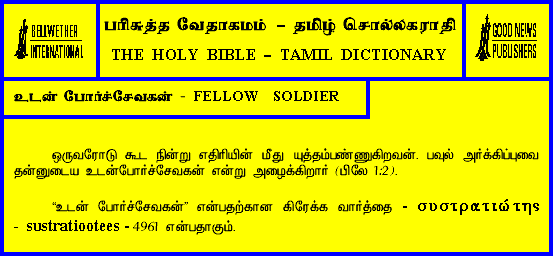 BELLWETHER
INTERNATIONAL
பரிசுத்த வேதாகமம் – தமிழ் சொல்லகராதி
THE HOLY BIBLE – TAMIL DICTIONARY
GOOD NEWS
PUBLISHERS
உடன் போர்ச்சேவகன் - FELLOW SOLDIER
ஒருவரோடு கூட நின்று எதிரியின் மீது யுத்தம்பண்ணுகிறவன். பவுல் அர்க்கிப்புவை
தன்னுடைய உடன்போர்ச்சேவகன் என்று அழைக்கிறார் (பிலே 1:2).
“உடன் போர்ச்சேவகன்” என்பதற்கான கிரேக்க வார்த்தை - συστρατιώτης
- sustratiootees - 4961 என்பதாகும்.